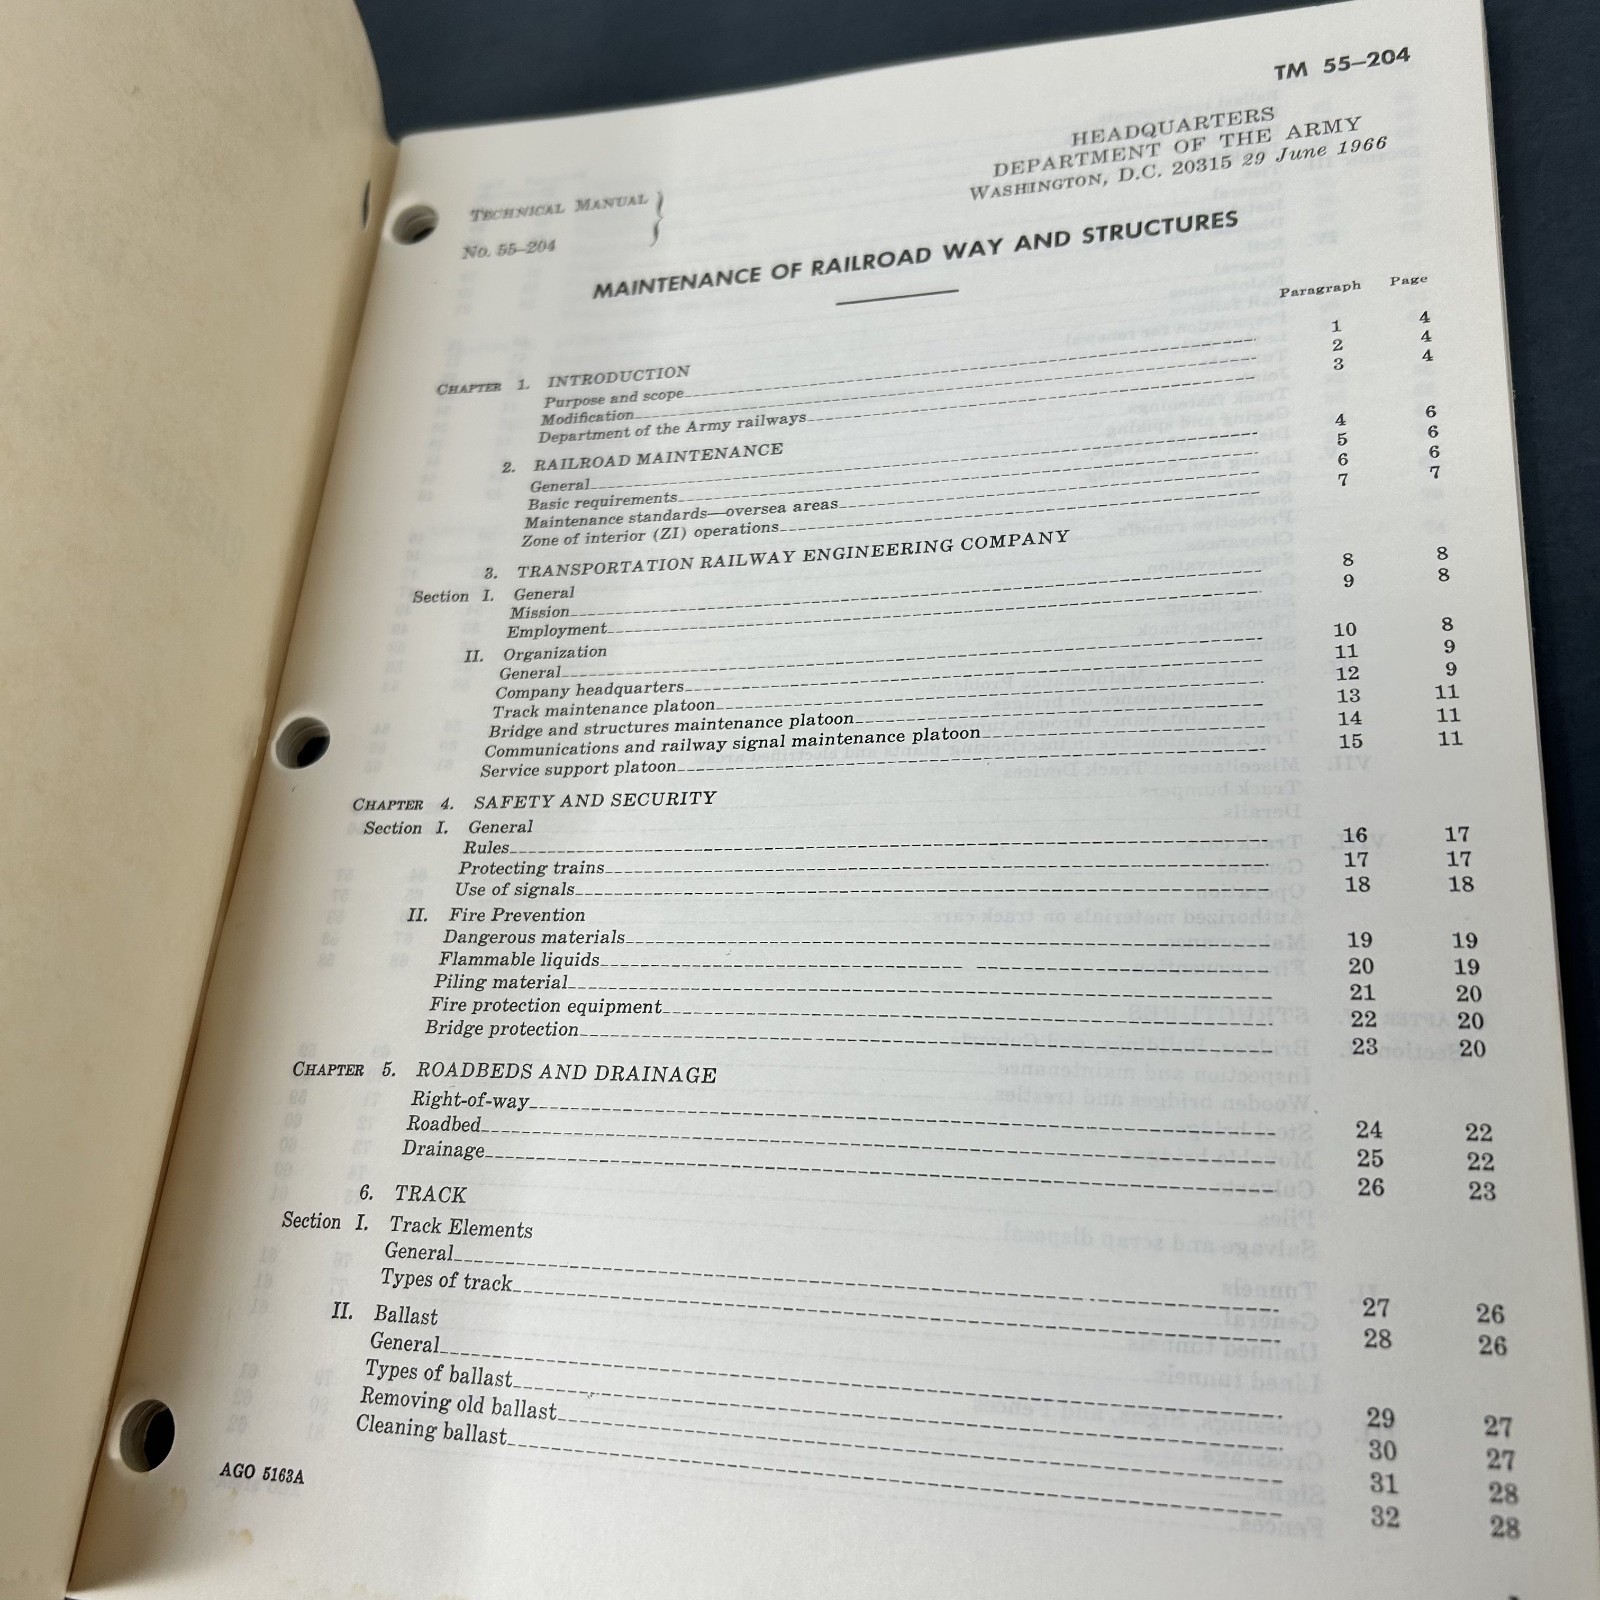 TM 55–204
HEADQUARTERS
DEPARTMENT OF THE ARMY
WASHINGTON, D.C. 20315 29 June 1966
TECHNICAL MANUAL
No. 55–204
MAINTENANCE OF RAILROAD WAY AND STRUCTURES
Paragraph Page
CHAPTER 1. INTRODUCTION
Purpose and scope 1 4
Modification 2 4
Department of the Army railways 3 4
2. RAILROAD MAINTENANCE
General 4 6
Basic requirements 5 6
Maintenance standards—oversea areas 6 6
Zone of interior (ZI) operations 7 7
3. TRANSPORTATION RAILWAY ENGINEERING COMPANY
Section I. General
Mission 8 8
Employment 9 8
II. Organization
General 10 8
Company headquarters 11 9
Track maintenance platoon 12 9
Bridge and structures maintenance platoon 13 11
Communications and railway signal maintenance platoon 14 11
Service support platoon 15 11
CHAPTER 4. SAFETY AND SECURITY
Section I. General
Rules 16 17
Protecting trains 17 17
Use of signals 18 18
II. Fire Prevention
Dangerous materials 19 19
Flammable liquids 20 19
Piling material 21 20
Fire protection equipment 22 20
Bridge protection 23 20
CHAPTER 5. ROADBEDS AND DRAINAGE
Right-of-way 24 22
Roadbed 25 22
Drainage 26 23
6. TRACK
Section I. Track Elements
General 27 26
Types of track 28 26
II. Ballast
General 29 27
Types of ballast 30 27
Removing old ballast 31 28
Cleaning ballast 32 28
AGO 5163A